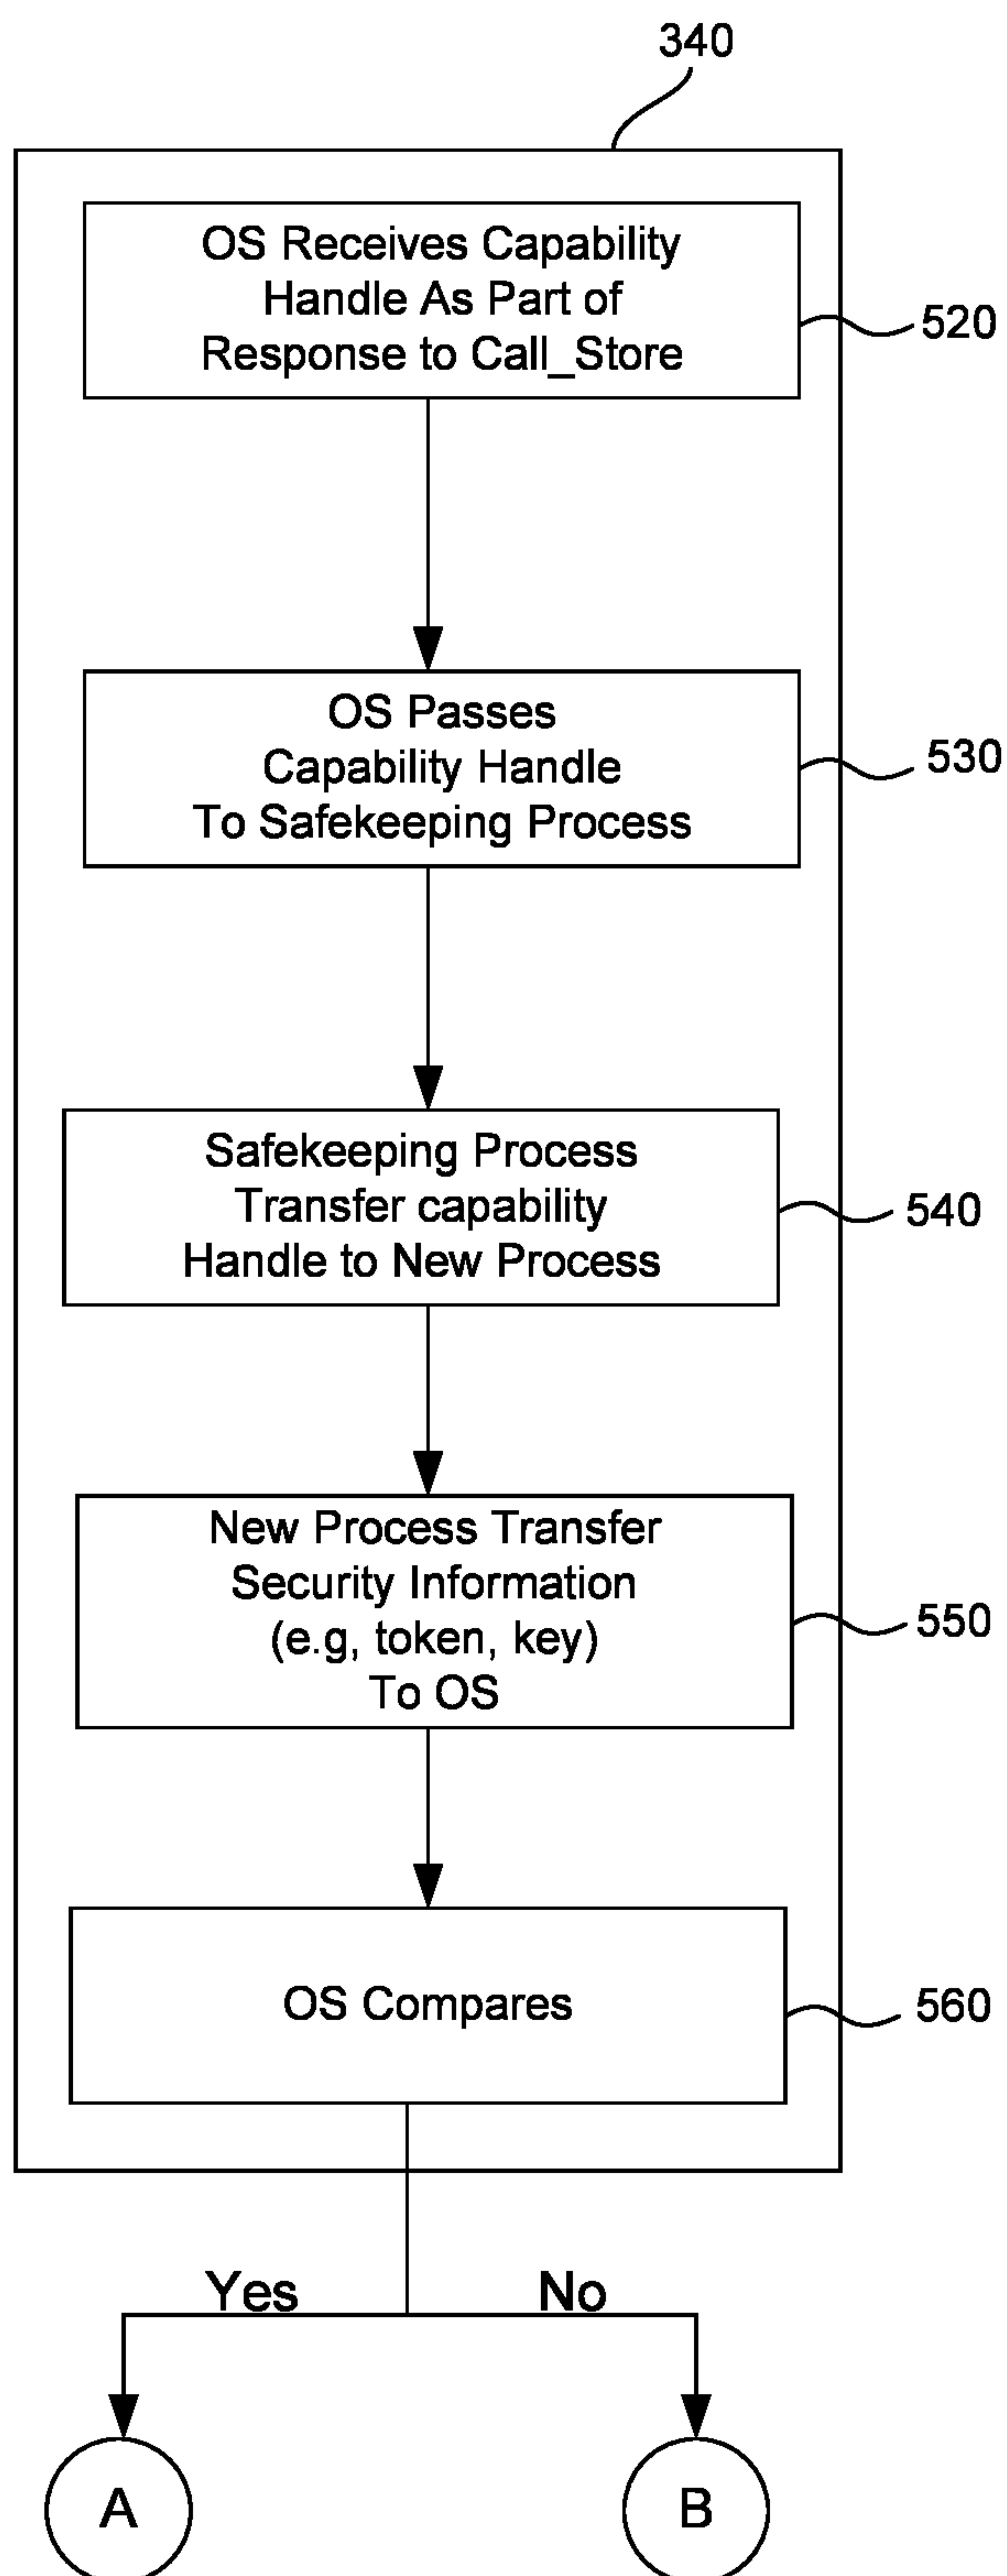 340
OS Receives Capability
Handle As Part of
Response to Call_Store
520
OS Passes
Capability Handle
To Safekeeping Process
530
Safekeeping Process
Transfer capability
Handle to New Process
540
New Process Transfer
Security Information
(e.g, token, key)
To OS
550
OS Compares
560
Yes
No
A
B